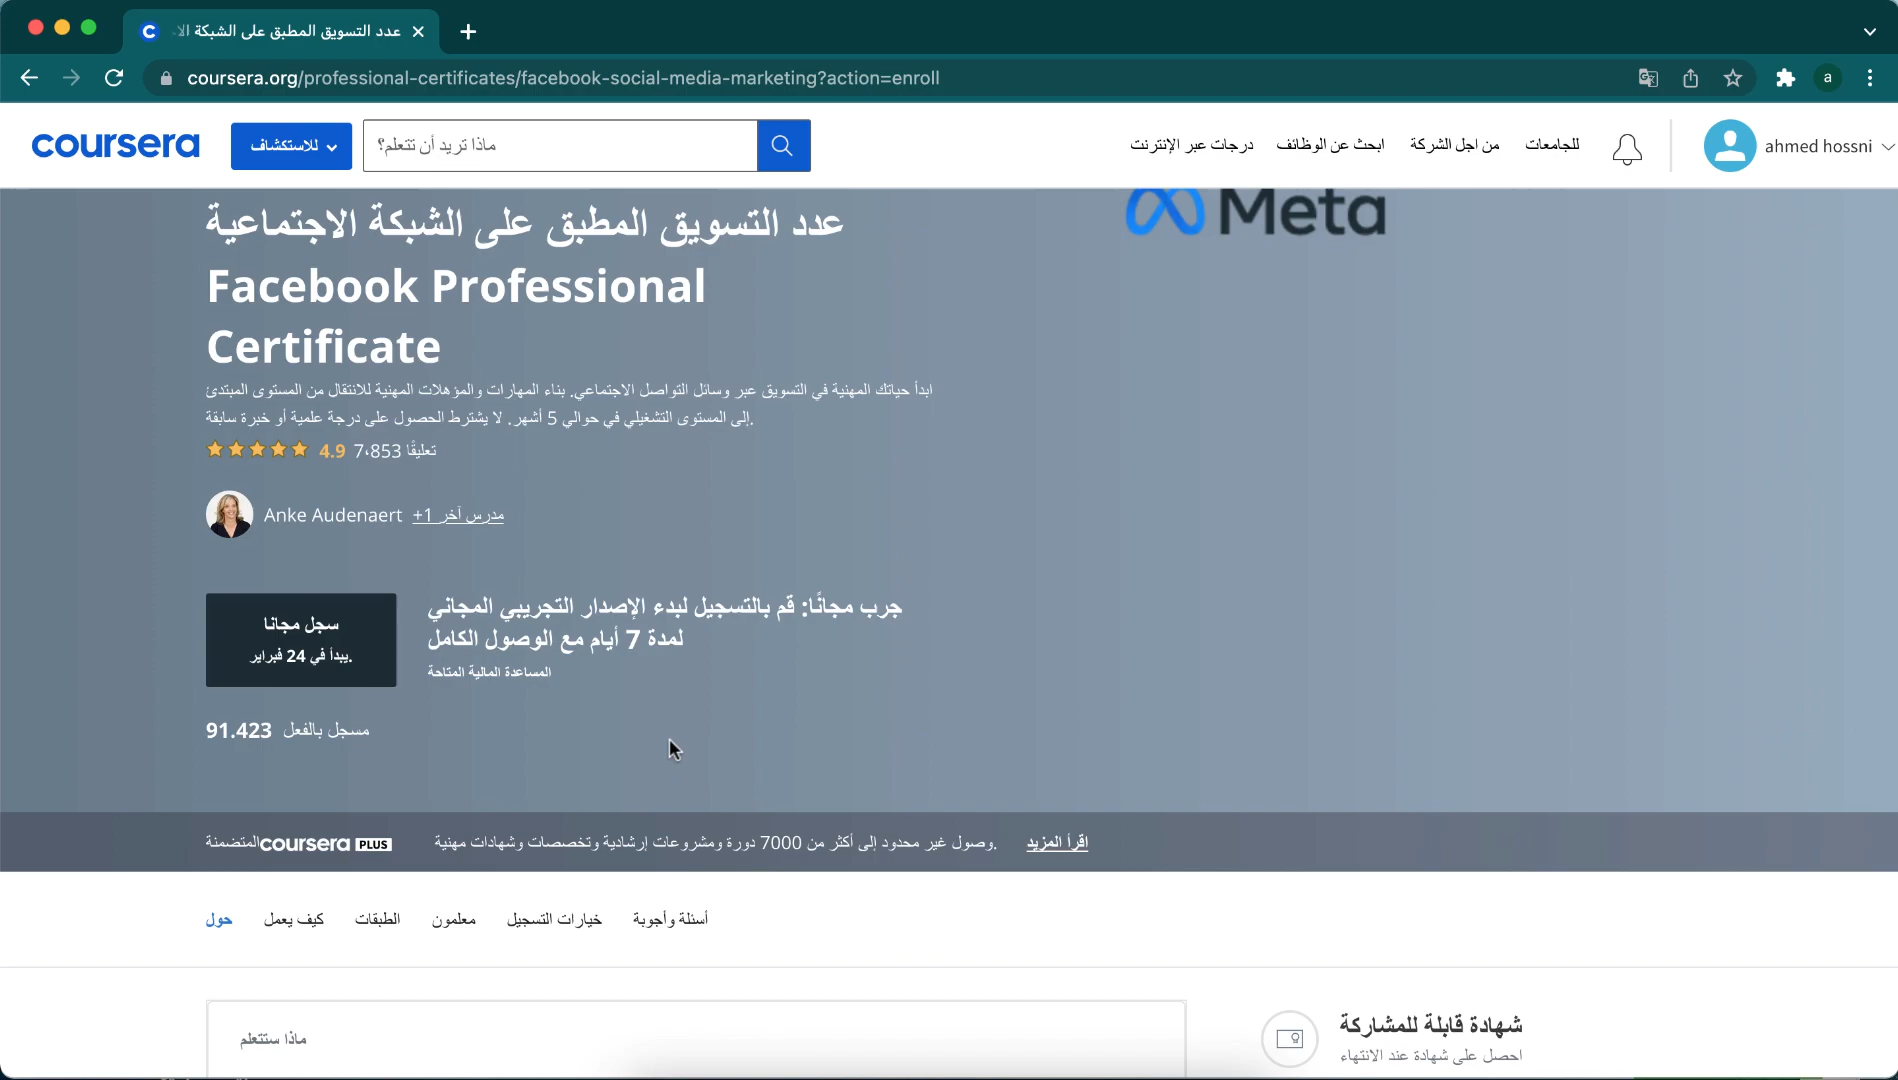 عدد التسويق المطبق على الشبكة الا
coursera.org/professional-certificates/facebook-social-media-marketing?action=enroll
a
coursera
للاستكشاف
ماذا تريد أن تتعلم؟
درجات عبر الإنترنت
ابحث عن الوظائف
من اجل الشركة
للجامعات
ahmed hossni
عدد التسويق المطبق على الشبكة الاجتماعية
Facebook Professional
Certificate
Meta
ابدأ حياتك المهنية في التسويق عبر وسائل التواصل الاجتماعي. بناء المهارات والمؤهلات المهنية للانتقال من المستوى المبتدئ
إلى المستوى التشغيلي في حوالي 5 أشهر. لا يشترط الحصول على درجة علمية أو خبرة سابقة.
4.9 7،853 تعليقًا
Anke Audenaert +1 مدرس آخر
سجل مجانا
يبدأ في 24 فبراير.
جرب مجانًا: قم بالتسجيل لبدء الإصدار التجريبي المجاني
لمدة 7 أيام مع الوصول الكامل
المساعدة المالية المتاحة
91.423 مسجل بالفعل
المتضمنة coursera PLUS
وصول غير محدود إلى أكثر من 7000 دورة ومشروعات إرشادية وتخصصات وشهادات مهنية.
اقرأ المزيد
حول
كيف يعمل
الطبقات
معلمون
خيارات التسجيل
أسئلة وأجوبة
ماذا ستتعلم
شهادة قابلة للمشاركة
احصل على شهادة عند الانتهاء